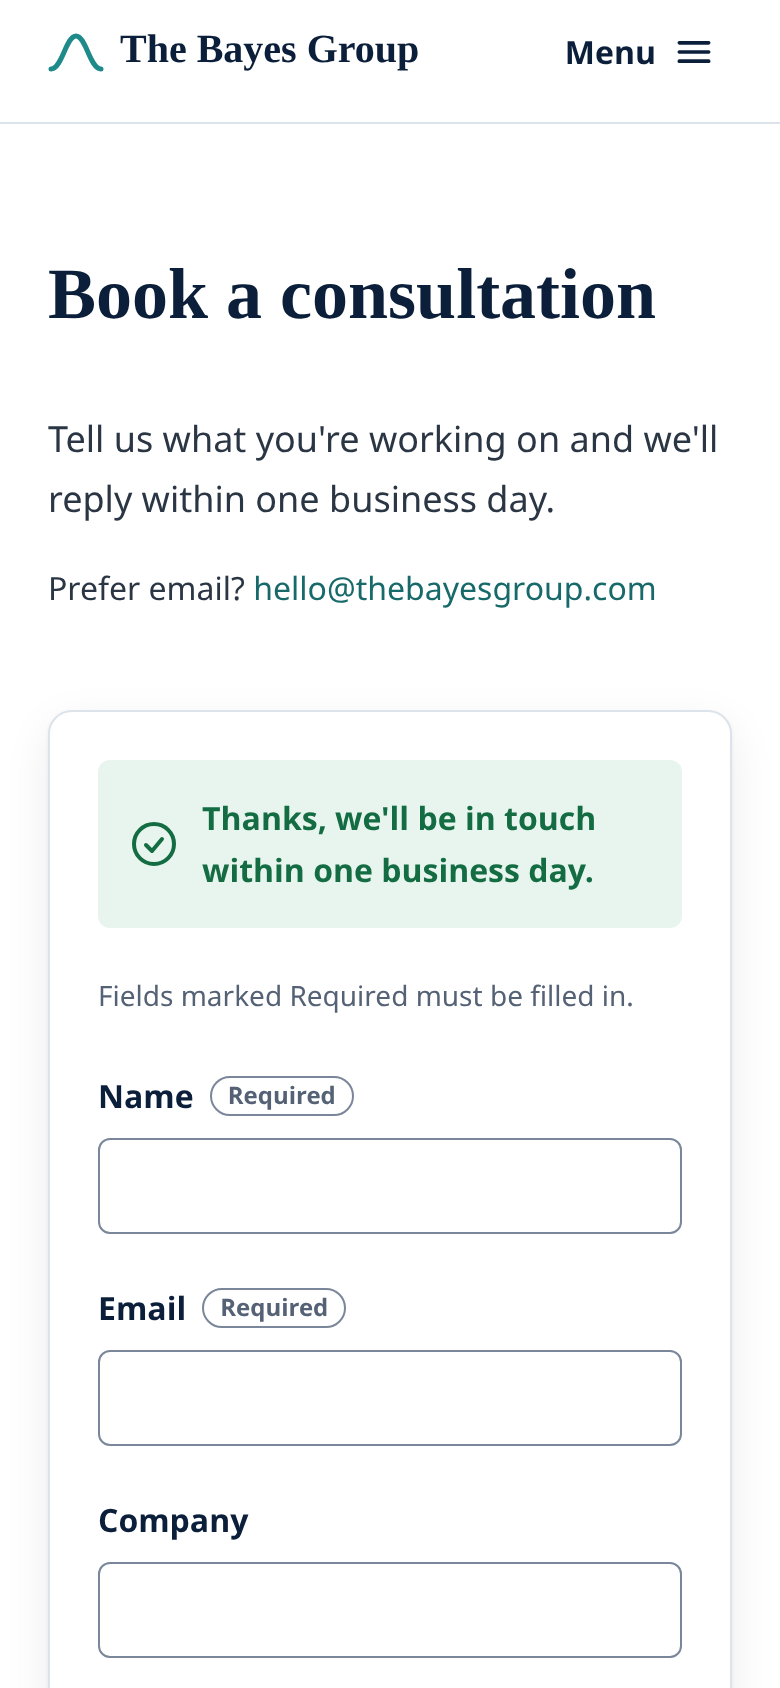 The Bayes Group
Menu
Book a consultation
Tell us what you're working on and we'll
reply within one business day.
Prefer email? hello@thebayesgroup.com
Thanks, we'll be in touch
within one business day.
Fields marked Required must be filled in.
Name Required
Email Required
Company